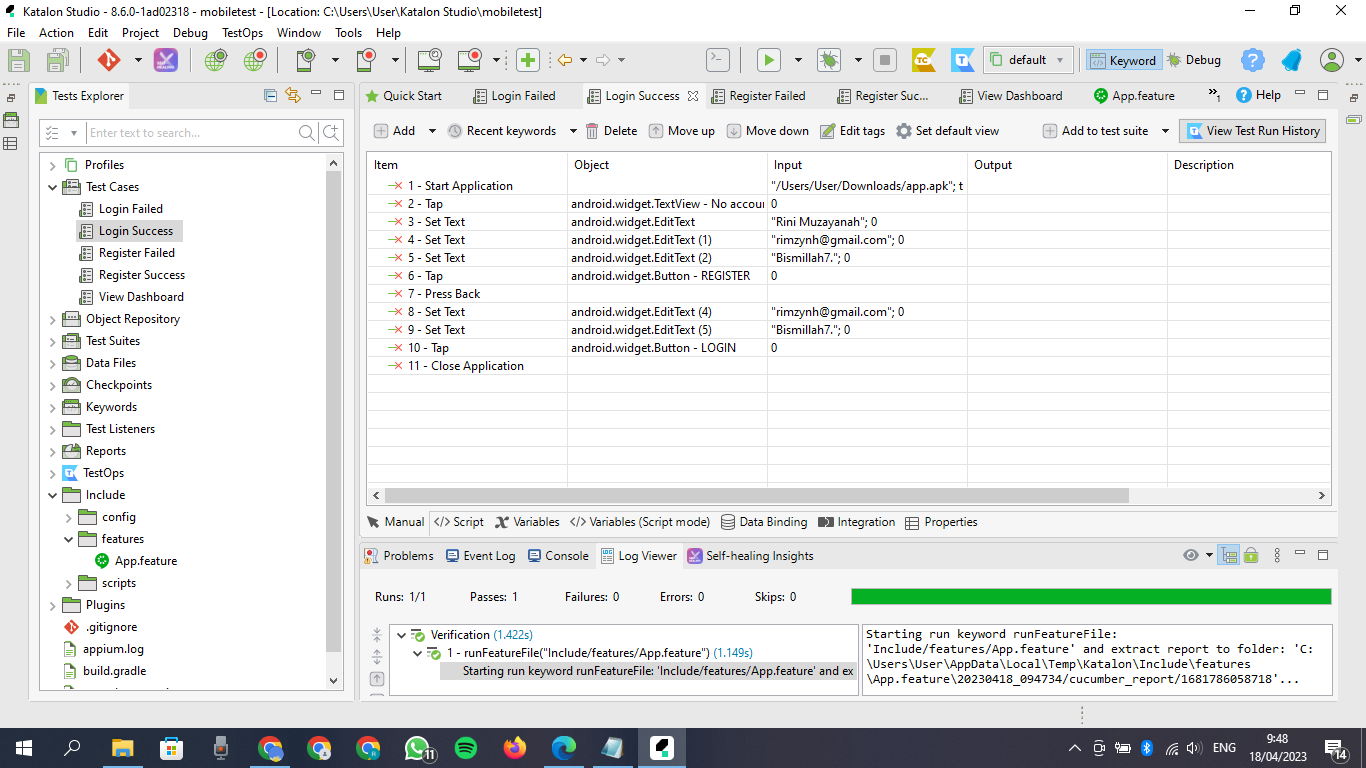 Katalon Studio - 8.6.0-1ad02318 - mobiletest - [Location: C:\Users\User\Katalon Studio\mobiletest]
File Action Edit Project Debug TestOps Window Tools Help
TC T default Keyword Debug
Tests Explorer
Enter text to search...
Profiles
Test Cases
Login Failed
Login Success
Register Failed
Register Success
View Dashboard
Object Repository
Test Suites
Data Files
Checkpoints
Keywords
Test Listeners
Reports
TestOps
Include
config
features
App.feature
scripts
Plugins
.gitignore
appium.log
build.gradle
Quick Start Login Failed Login Success Register Failed Register Suc... View Dashboard App.feature 1 Help
Add Recent keywords Delete Move up Move down Edit tags Set default view Add to test suite View Test Run History
Item Object Input Output Description
1 - Start Application "/Users/User/Downloads/app.apk"; t
2 - Tap android.widget.TextView - No accou 0
3 - Set Text android.widget.EditText "Rini Muzayanah"; 0
4 - Set Text android.widget.EditText (1) "rimzynh@gmail.com"; 0
5 - Set Text android.widget.EditText (2) "Bismillah7."; 0
6 - Tap android.widget.Button - REGISTER 0
7 - Press Back
8 - Set Text android.widget.EditText (4) "rimzynh@gmail.com"; 0
9 - Set Text android.widget.EditText (5) "Bismillah7."; 0
10 - Tap android.widget.Button - LOGIN 0
11 - Close Application
Manual Script Variables Variables (Script mode) Data Binding Integration Properties
Problems Event Log Console Log Viewer Self-healing Insights
Runs: 1/1 Passes: 1 Failures: 0 Errors: 0 Skips: 0
Verification (1.422s)
1 - runFeatureFile("Include/features/App.feature") (1.149s)
Starting run keyword runFeatureFile: 'Include/features/App.feature' and ex
Starting run keyword runFeatureFile:
'Include/features/App.feature' and extract report to folder: 'C:
\Users\User\AppData\Local\Temp\Katalon\Include\features
\App.feature\20230418_094734/cucumber_report/1681786058718'...
11 ENG 9:48
18/04/2023 14